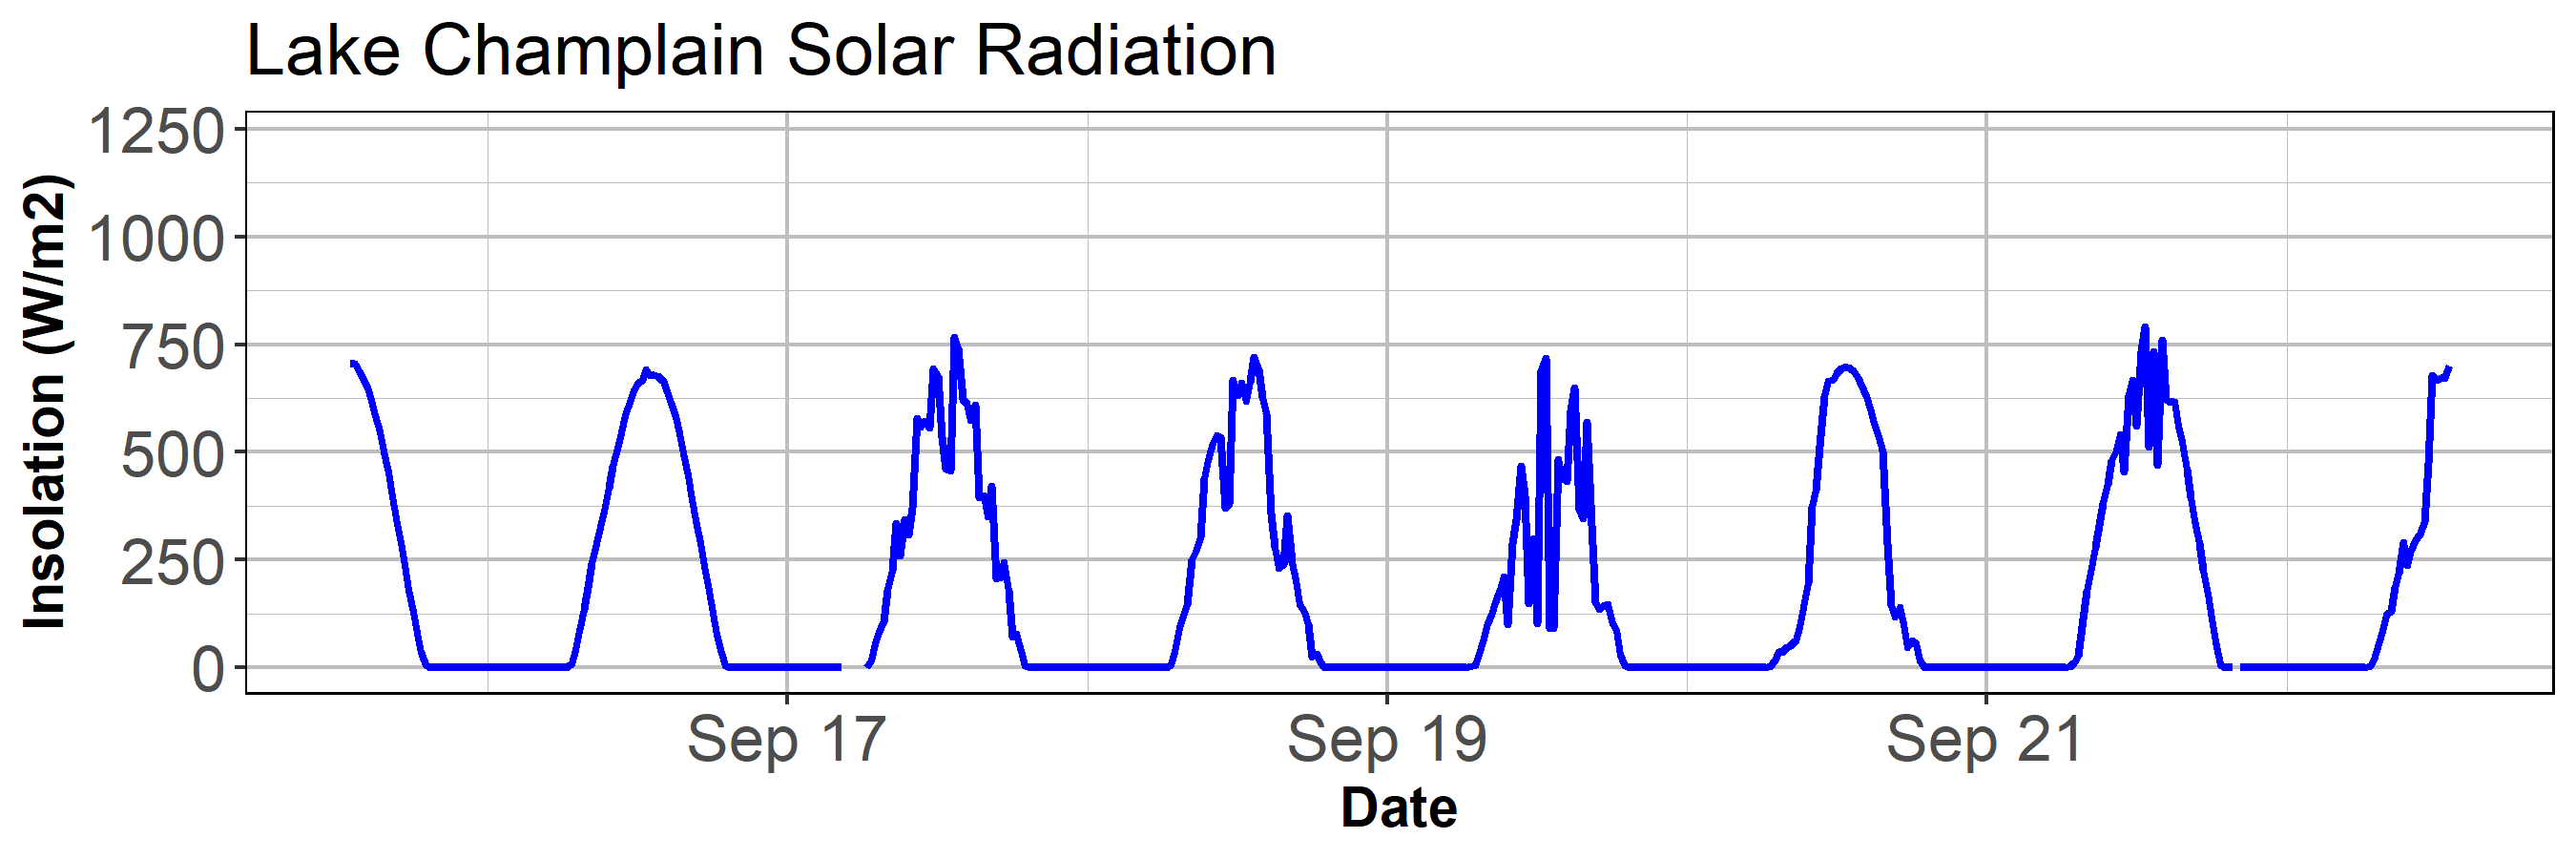 Lake Champlain Solar Radiation
1250
1000
750
500
250
0
Insolation (W/m2)
Sep 17 Sep 19 Sep 21
Date